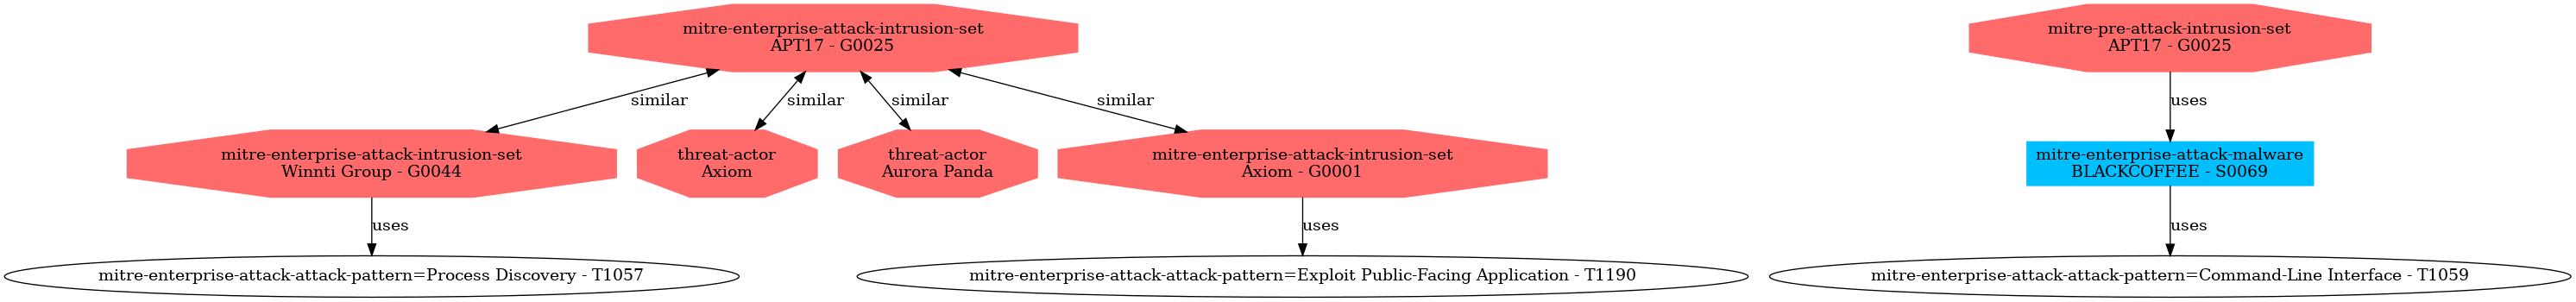 mitre-enterprise-attack-intrusion-set
APT17 - G0025
mitre-pre-attack-intrusion-set
APT17 - G0025
similar
similar
similar
similar
uses
mitre-enterprise-attack-intrusion-set
Winnti Group - G0044
threat-actor
Axiom
threat-actor
Aurora Panda
mitre-enterprise-attack-intrusion-set
Axiom - G0001
mitre-enterprise-attack-malware
BLACKCOFFEE - S0069
uses
uses
uses
mitre-enterprise-attack-attack-pattern=Process Discovery - T1057
mitre-enterprise-attack-attack-pattern=Exploit Public-Facing Application - T1190
mitre-enterprise-attack-attack-pattern=Command-Line Interface - T1059